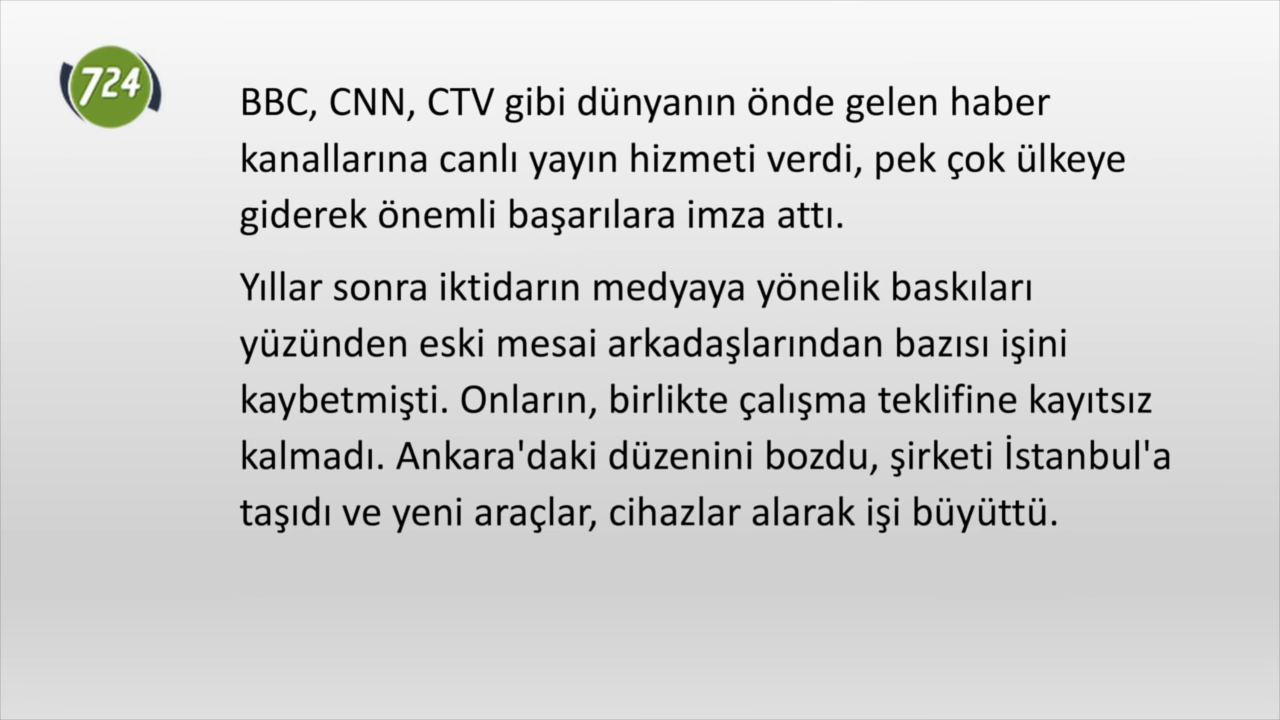 724
BBC, CNN, CTV gibi dünyanın önde gelen haber
kanallarına canlı yayın hizmeti verdi, pek çok ülkeye
giderek önemli başarılara imza attı.
Yıllar sonra iktidarın medyaya yönelik baskıları
yüzünden eski mesai arkadaşlarından bazısı işini
kaybetmişti. Onların, birlikte çalışma teklifine kayıtsız
kalmadı. Ankara'daki düzenini bozdu, şirketi İstanbul'a
taşıdı ve yeni araçlar, cihazlar alarak işi büyüttü.